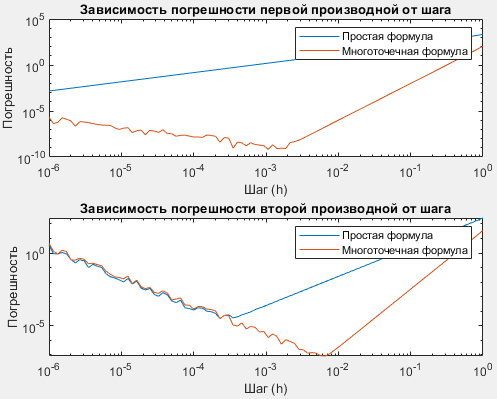 Зависимость погрешности первой производной от шага
10^5
10^0
10^-5
10^-10
Погрешность
Простая формула
Многоточечная формула
10^-6 10^-5 10^-4 10^-3 10^-2 10^-1 10^0
Шаг (h)
Зависимость погрешности второй производной от шага
10^0
10^-5
Погрешность
Простая формула
Многоточечная формула
10^-6 10^-5 10^-4 10^-3 10^-2 10^-1 10^0
Шаг (h)